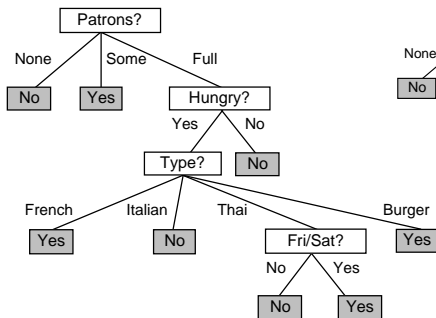 Patrons?
None Some Full None
No Yes Hungry? No
Yes No
Type? No
French Italian Thai Burger
Yes No Fri/Sat? Yes
No Yes
No Yes